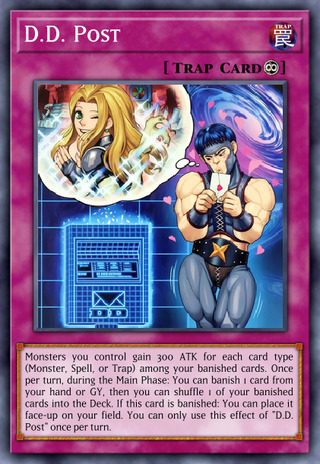 D.D. Post
TRAP
罠
[Trap Card]
Monsters you control gain 300 ATK for each card type
(Monster, Spell, or Trap) among your banished cards. Once
per turn, during the Main Phase: You can banish 1 card from
your hand or GY, then you can shuffle 1 of your banished
cards into the Deck. If this card is banished: You can place it
face-up on your field. You can only use this effect of "D.D.
Post" once per turn.